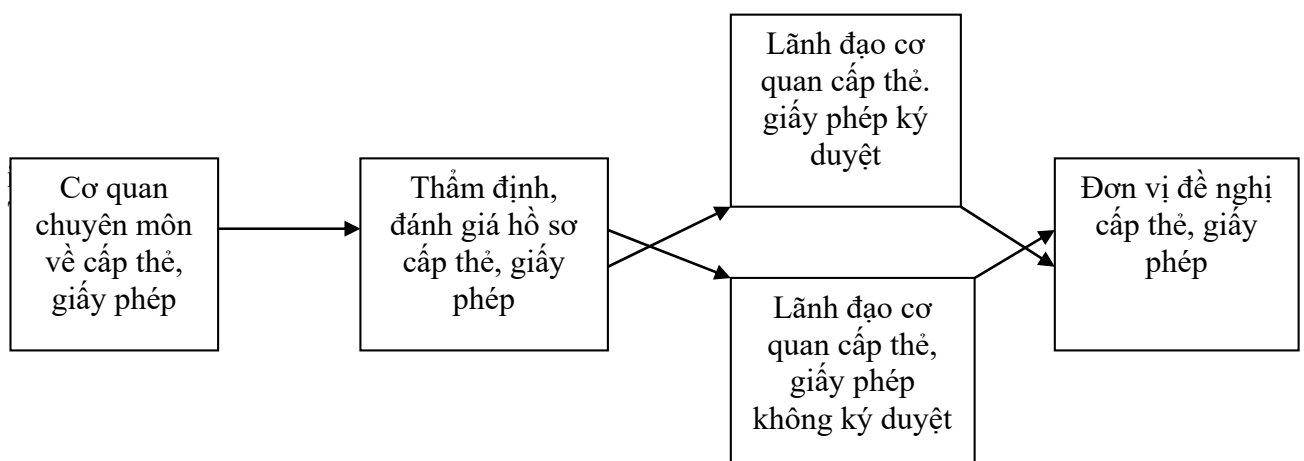 Cơ quan
chuyên môn
về cấp thẻ,
giấy phép
Thẩm định,
đánh giá hồ sơ
cấp thẻ, giấy
phép
Lãnh đạo cơ
quan cấp thẻ.
giấy phép ký
duyệt
Lãnh đạo cơ
quan cấp thẻ,
giấy phép
không ký duyệt
Đơn vị đề nghị
cấp thẻ, giấy
phép